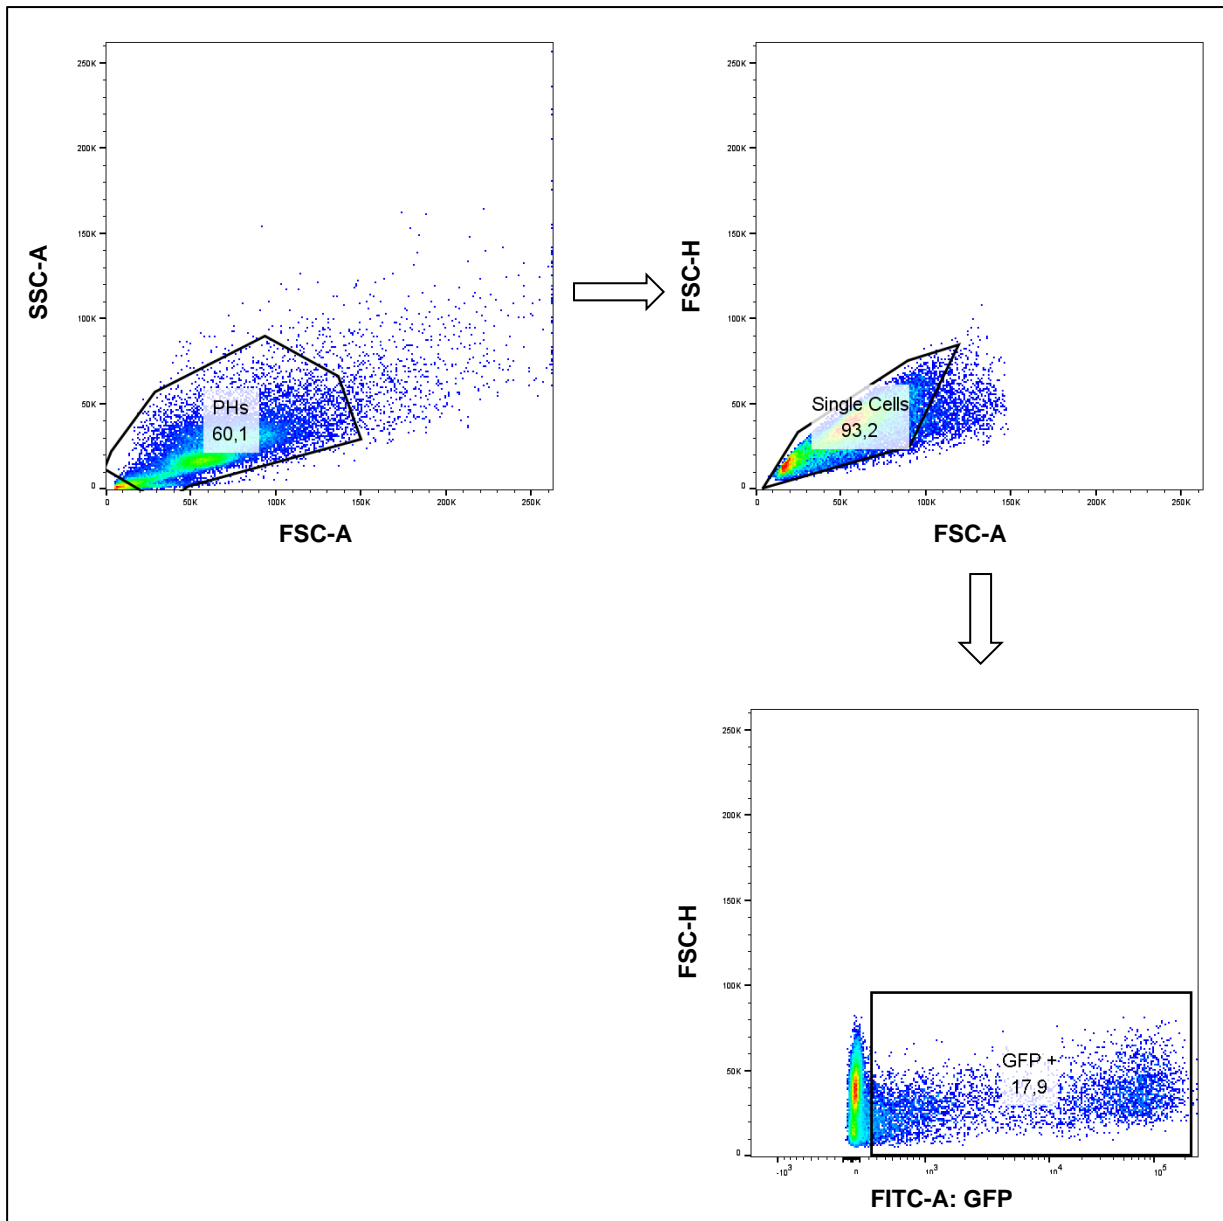 250K
200K
150K
100K
50K
0
SSC-A
PHs
60,1
0
50K
100K
150K
200K
250K
FSC-A
250K
200K
150K
100K
50K
0
FSC-H
Single Cells
93,2
0
50K
100K
150K
200K
250K
FSC-A
250K
200K
150K
100K
50K
0
FSC-H
GFP +
17,9
-10³
0
10³
10⁴
10⁵
FITC-A: GFP